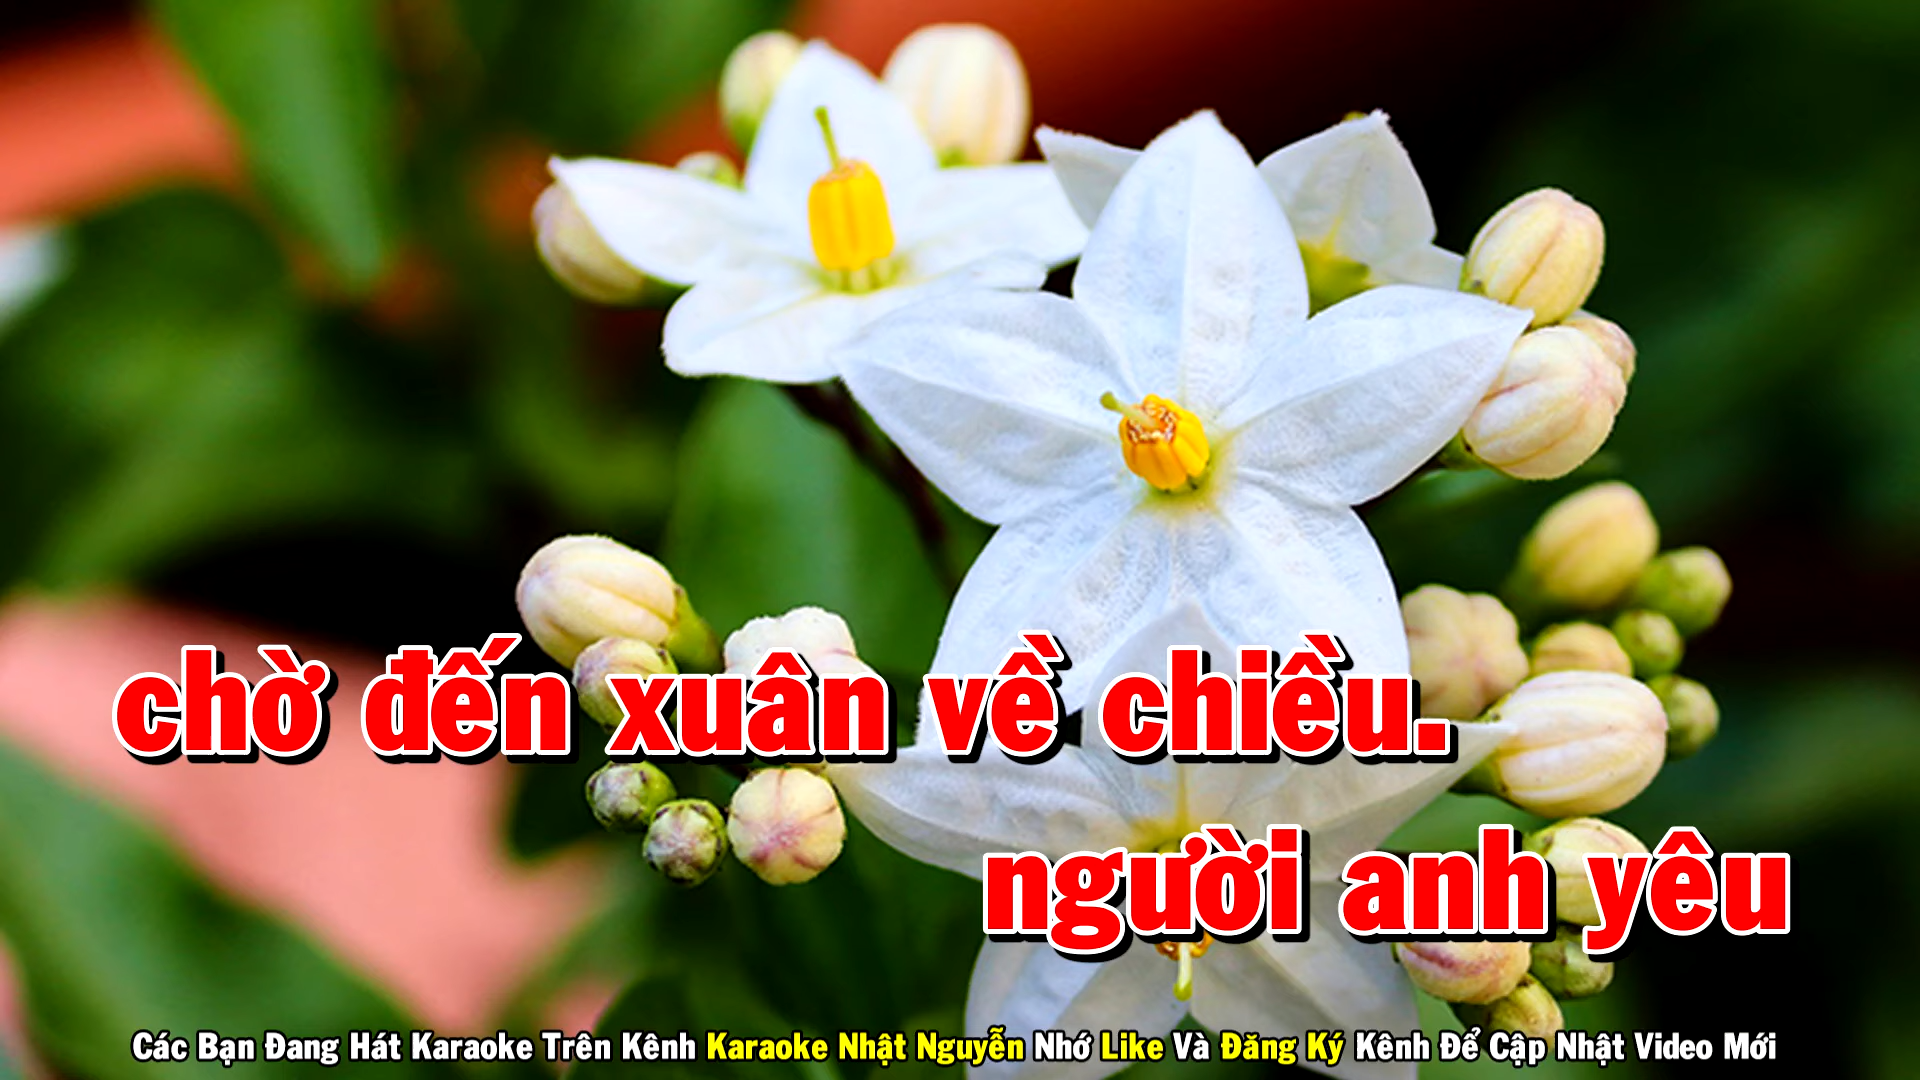 chờ đến xuân về chiều.
người anh yêu
Các Bạn Đang Hát Karaoke Trên Kênh Karaoke Nhật Nguyễn Nhớ Like Và Đăng Ký Kênh Để Cập Nhật Video Mới